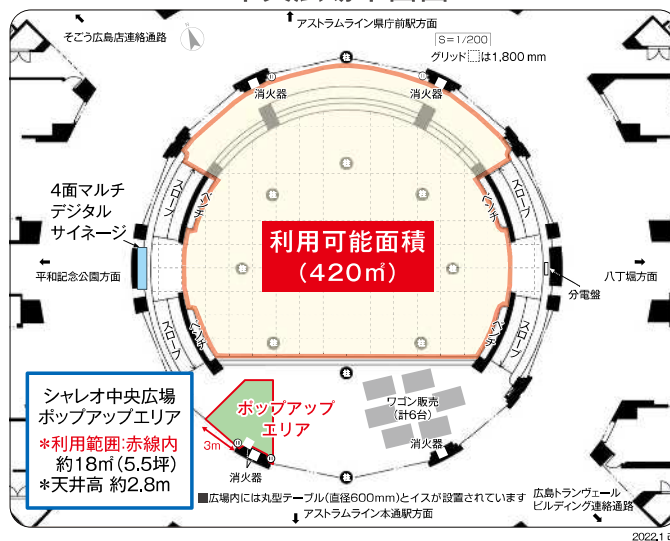 アストラムライン県庁前駅方面
そごう広島店連絡通路
S=1/200
グリッド は1,800mm
消火器
消火器
4面マルチ
デジタル
サイネージ
スロープ
ベンチ
ベンチ
スロープ
柱
柱
柱
柱
柱
柱
柱
柱
柱
柱
利用可能面積
(420㎡)
平和記念公園方面
八丁堀方面
分電盤
スロープ
ベンチ
ベンチ
スロープ
シャレオ中央広場
ポップアップエリア
*利用範囲:赤線内
約18㎡(5.5坪)
*天井高 約2.8m
ポップアップ
エリア
3m
ワゴン販売
(計6台)
消火器
消火器
■広場内には丸型テーブル(直径600mm)とイスが設置されています
アストラムライン本通駅方面
広島トランヴェール
ビルディング連絡通路